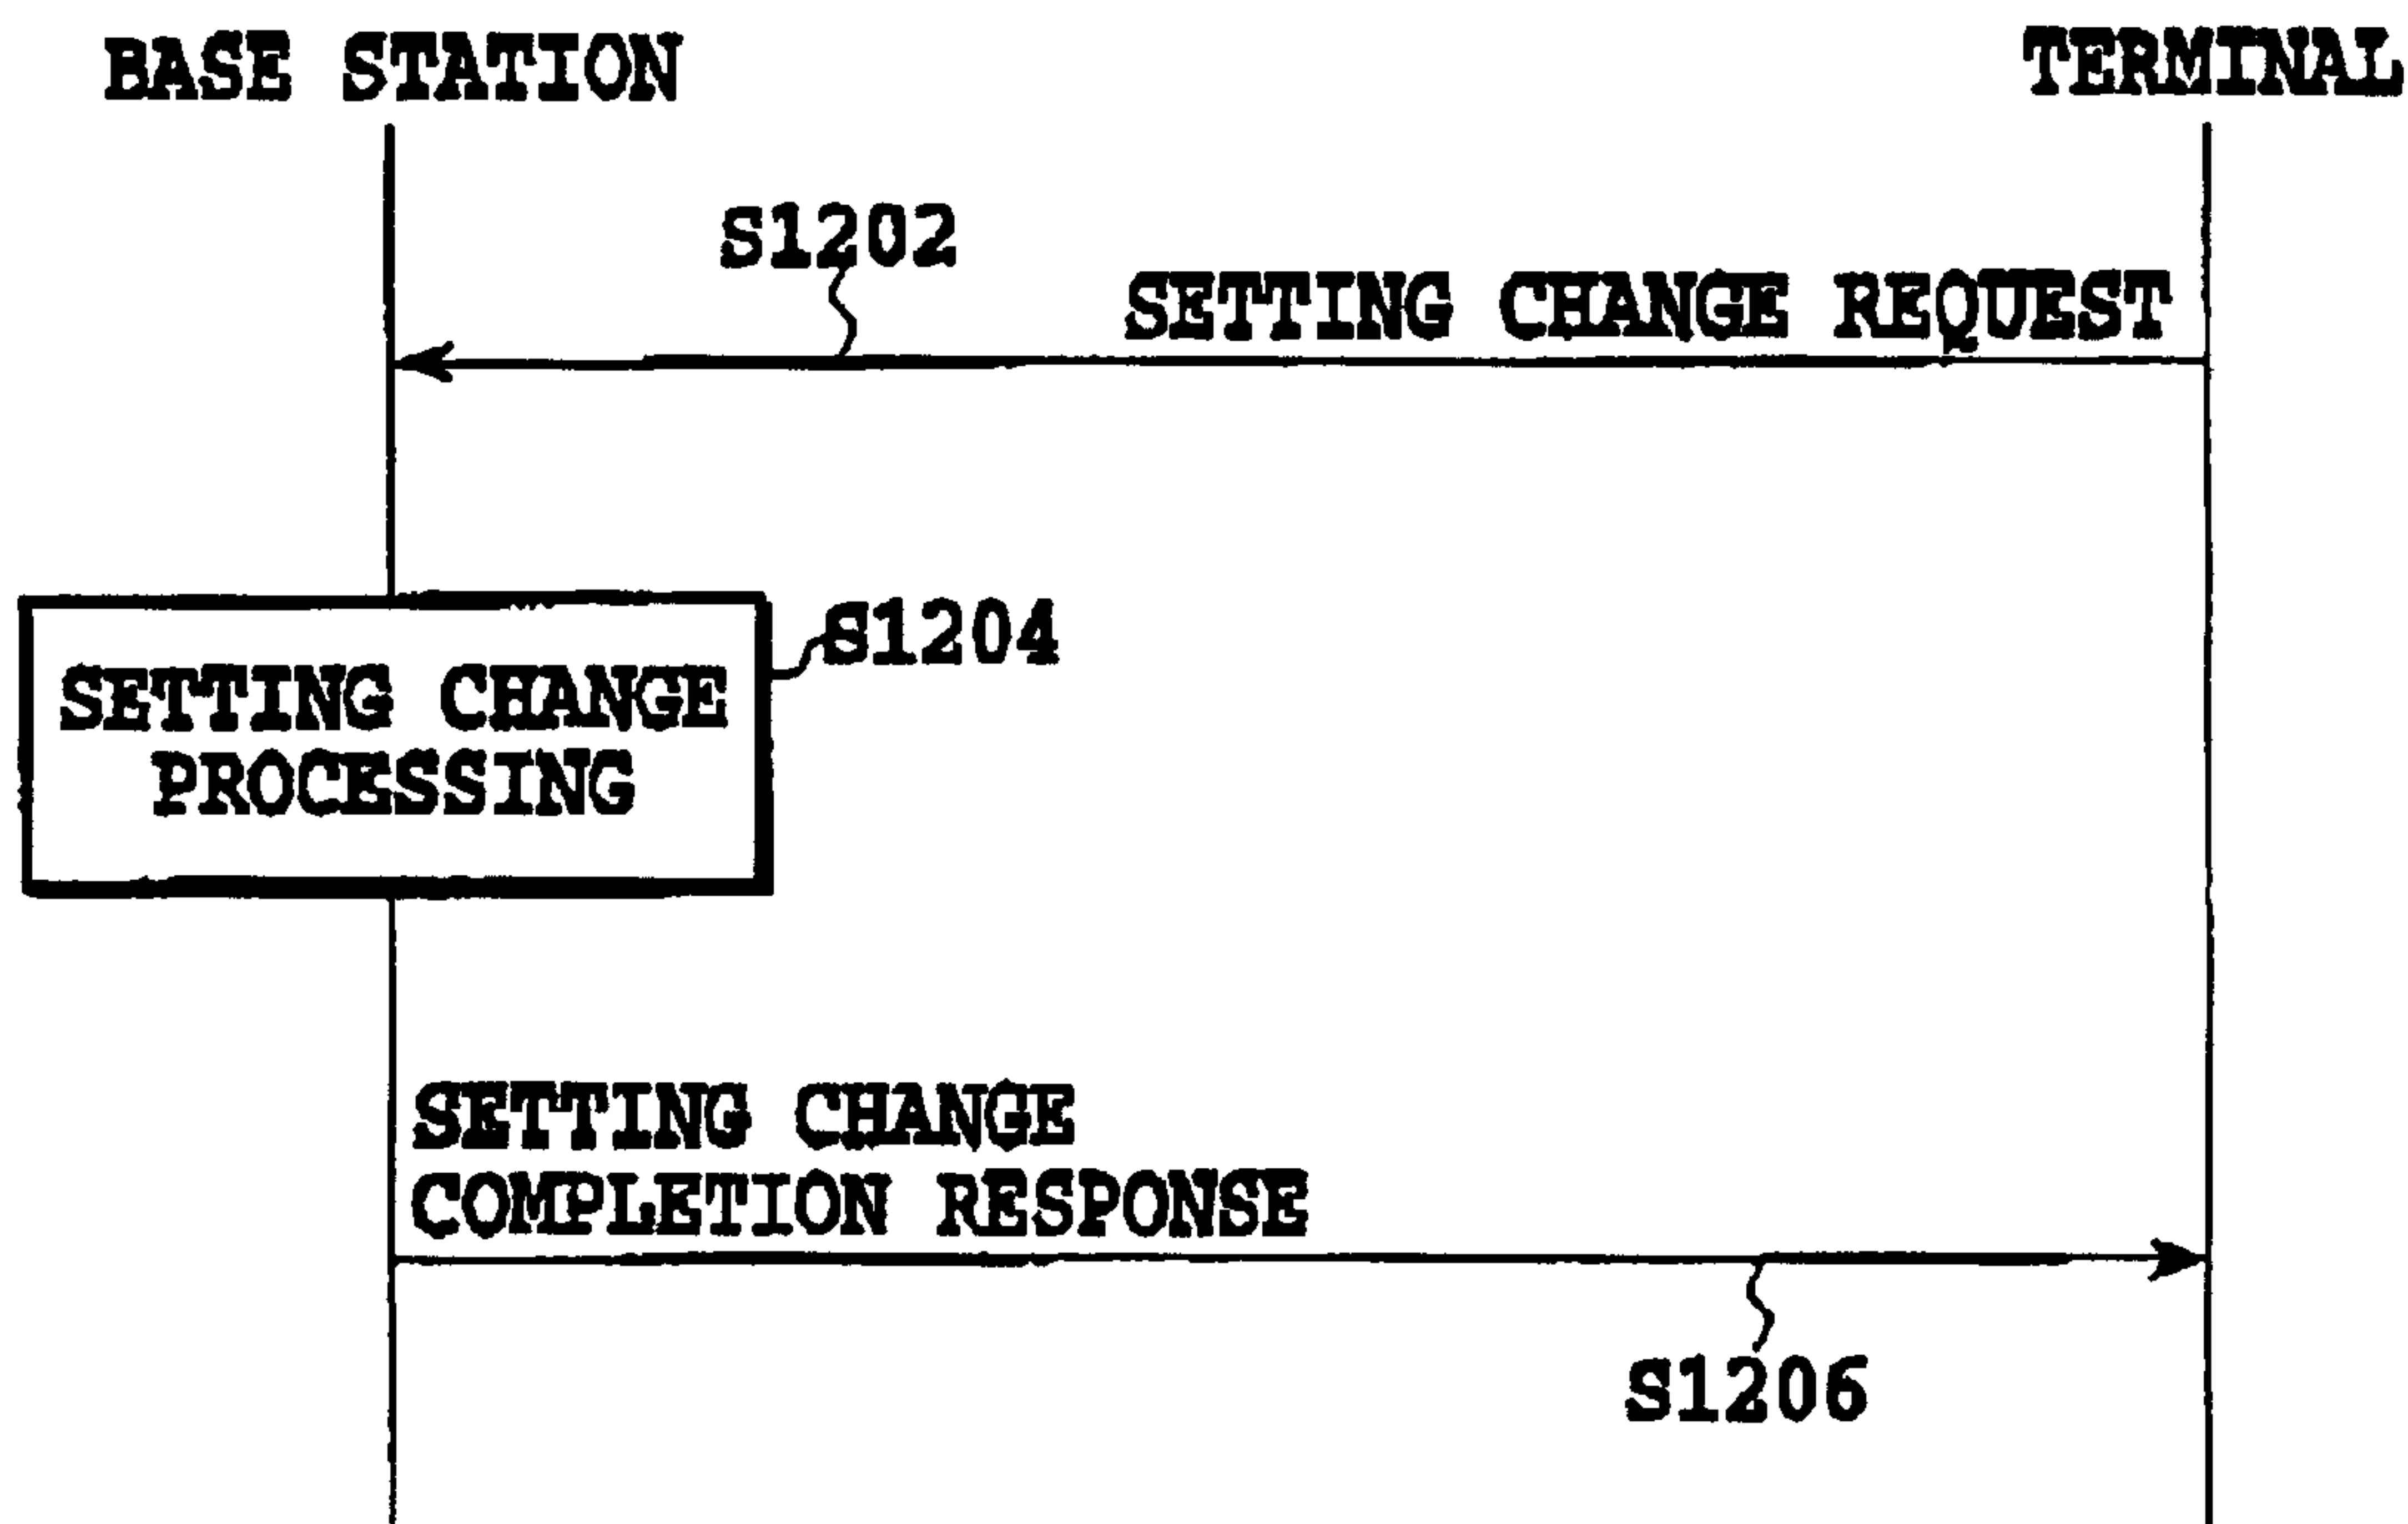 BASE STATION
TERMINAL
S1202
SETTING CHANGE REQUEST
S1204
SETTING CHANGE
PROCESSING
SETTING CHANGE
COMPLETION RESPONSE
S1206